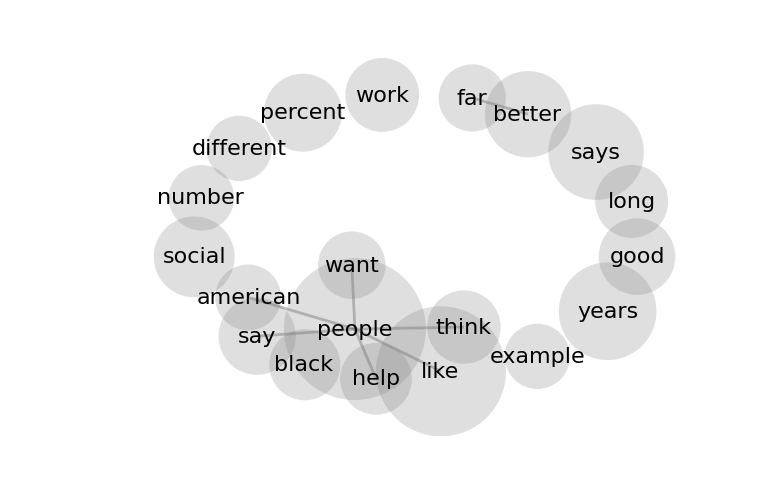 work
far
percent
better
different
says
number
long
social
good
want
american
years
people
think
say
example
black
like
help